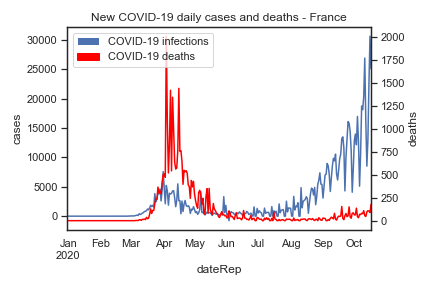 New COVID-19 daily cases and deaths - France
COVID-19 infections
COVID-19 deaths
cases
30000
25000
20000
15000
10000
5000
0
deaths
2000
1750
1500
1250
1000
750
500
250
0
Jan Feb Mar Apr May Jun Jul Aug Sep Oct
2020
dateRep